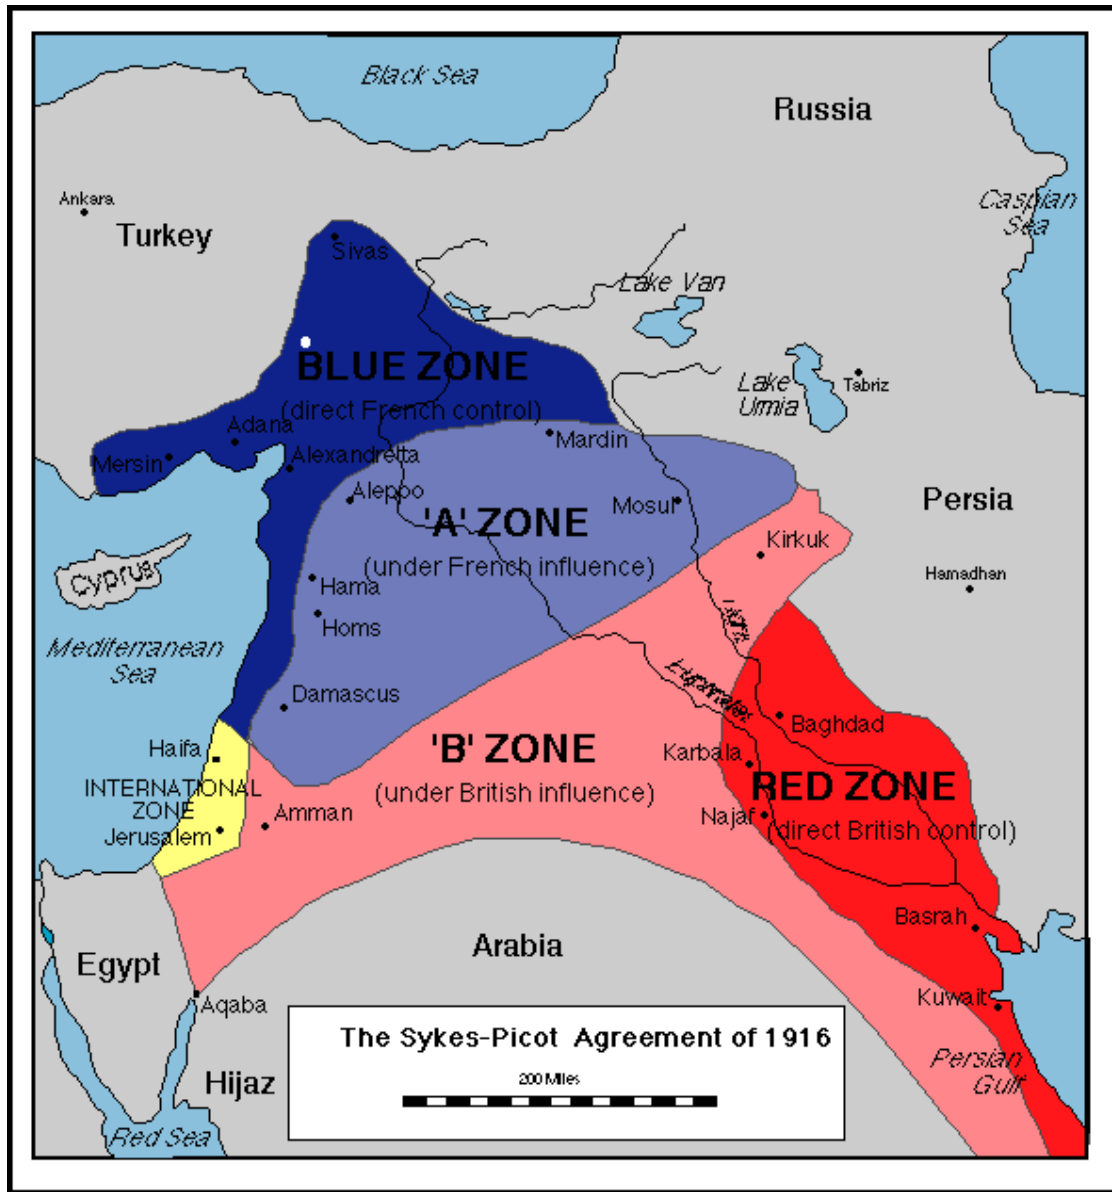 Black Sea
Russia
Ankara
Caspian
Sea
Turkey
Sivas
Lake Van
BLUE ZONE
Lake
Urmia
Tabriz
(direct French control)
Adana
Mardin
Mersin
Alexandretta
Aleppo
Mosul
Persia
'A' ZONE
Kirkuk
(under French influence)
Cyprus
Hama
Hamadhan
Homs
Tigris
Mediterranean
Sea
Euphrates
Damascus
Baghdad
Haifa
'B' ZONE
Karbala
INTERNATIONAL
ZONE
(under British influence)
RED ZONE
Amman
Najaf
(direct British control)
Jerusalem
Basrah
Arabia
Egypt
Aqaba
Kuwait
The Sykes-Picot Agreement of 1916
Persian
Gulf
200 Miles
Hijaz
Red Sea